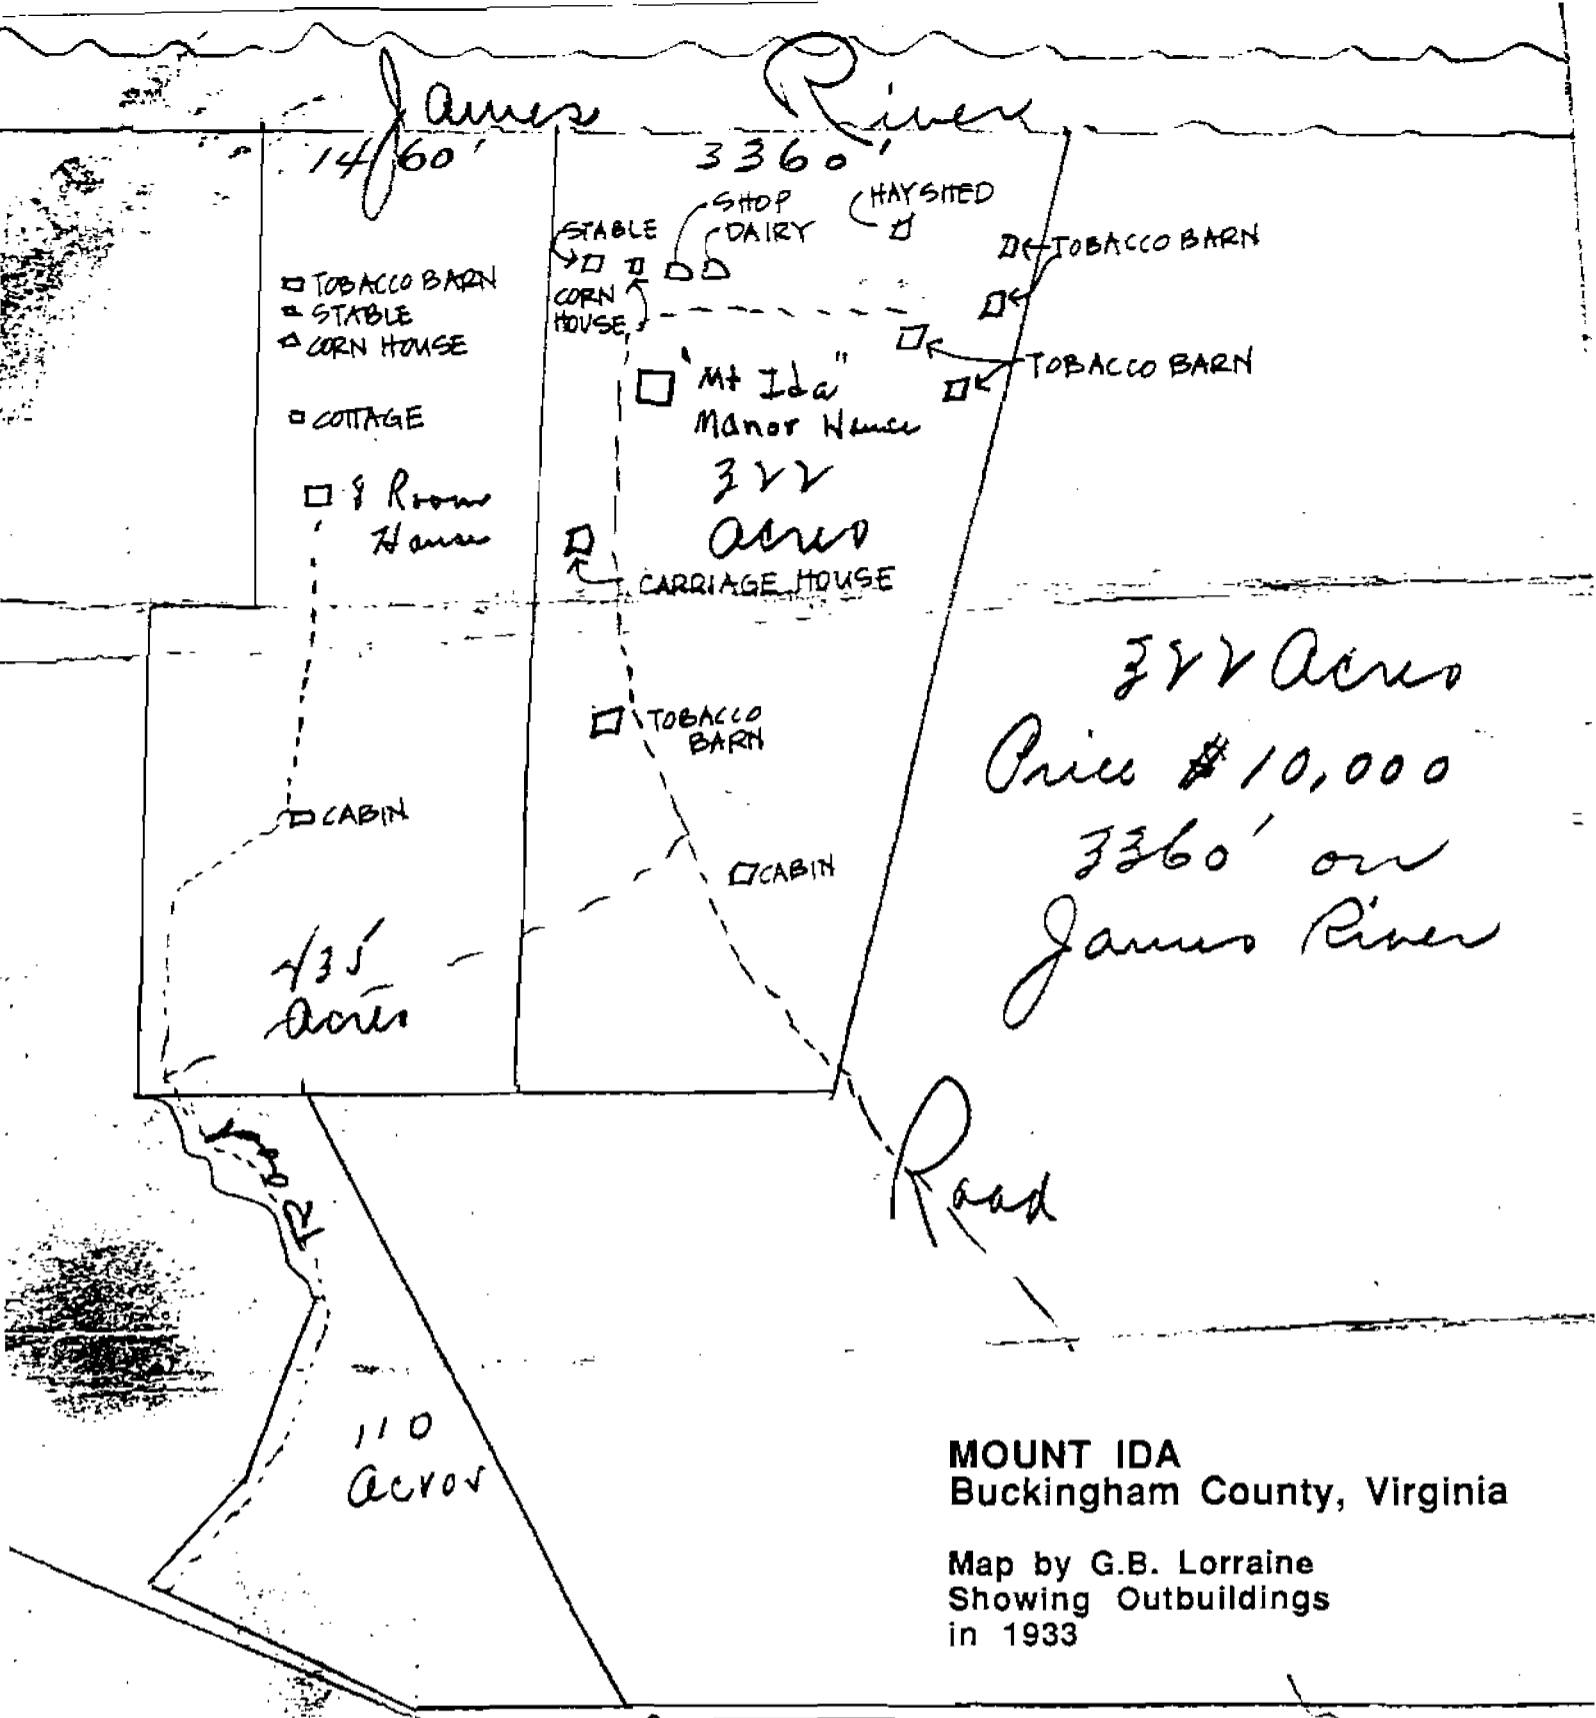 James River
1460' 3360'
SHOP
HAY SHED
STABLE
DAIRY
TOBACCO BARN
TOBACCO BARN
STABLE
CORN HOUSE
CORN
HOUSE
TOBACCO BARN
"Mt Ida"
Manor House
COTTAGE
322
acres
8 Room
House
CARRIAGE HOUSE
322 Acres
Price $10,000
3360' on
James River
TOBACCO
BARN
CABIN
CABIN
435
acres
Road
Road
110
acres
MOUNT IDA
Buckingham County, Virginia
Map by G.B. Lorraine
Showing Outbuildings
in 1933